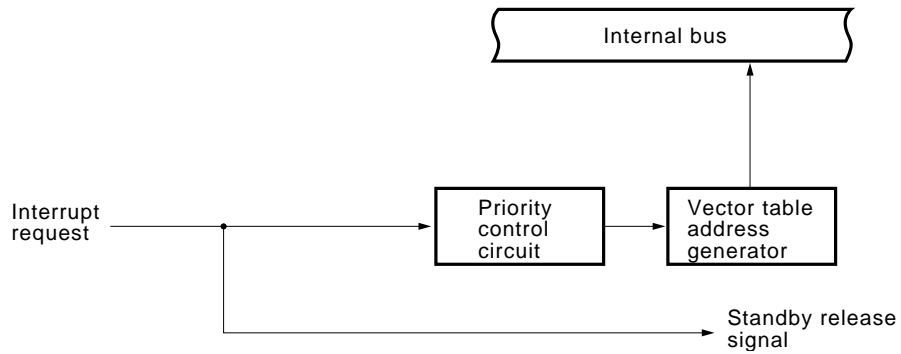 Internal bus
Interrupt
request
Priority
control
circuit
Vector table
address
generator
Standby release
signal